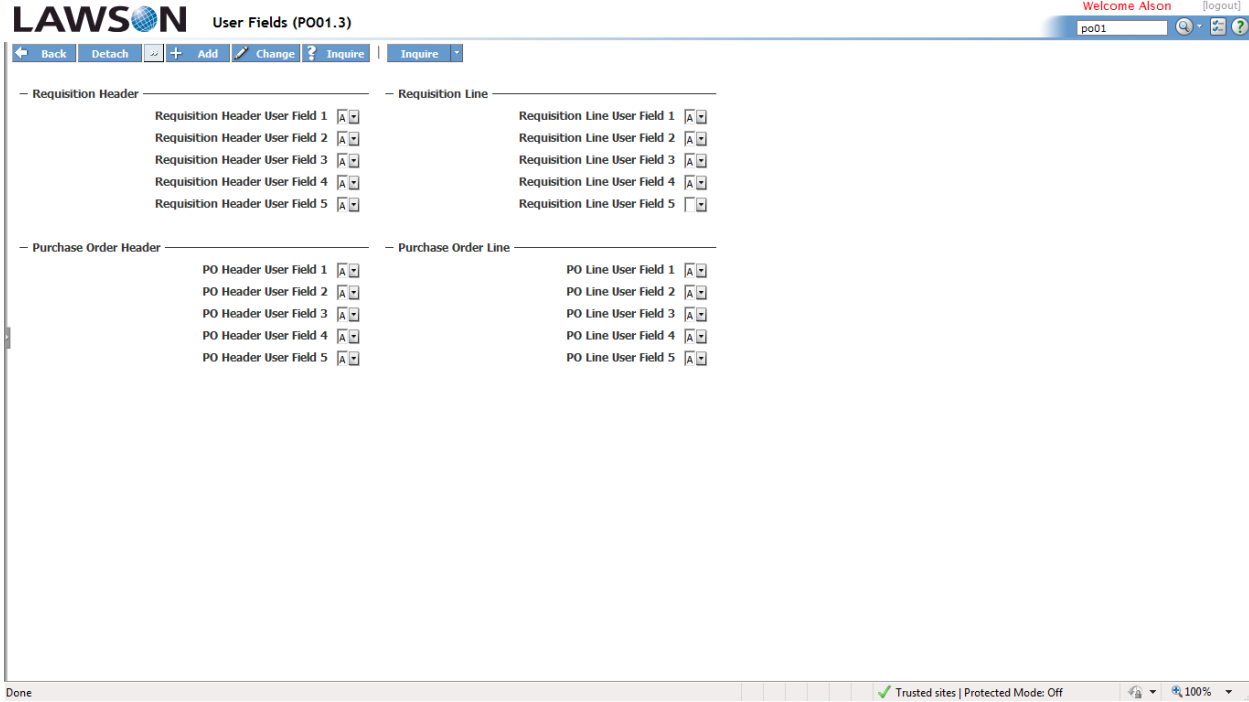 Welcome Alson [logout]
LAWSON User Fields (PO01.3)
po01
Back Detach Add Change Inquire Inquire
Requisition Header
Requisition Header User Field 1 A
Requisition Header User Field 2 A
Requisition Header User Field 3 A
Requisition Header User Field 4 A
Requisition Header User Field 5 A
Requisition Line
Requisition Line User Field 1 A
Requisition Line User Field 2 A
Requisition Line User Field 3 A
Requisition Line User Field 4 A
Requisition Line User Field 5
Purchase Order Header
PO Header User Field 1 A
PO Header User Field 2 A
PO Header User Field 3 A
PO Header User Field 4 A
PO Header User Field 5 A
Purchase Order Line
PO Line User Field 1 A
PO Line User Field 2 A
PO Line User Field 3 A
PO Line User Field 4 A
PO Line User Field 5 A
Done Trusted sites | Protected Mode: Off 100%